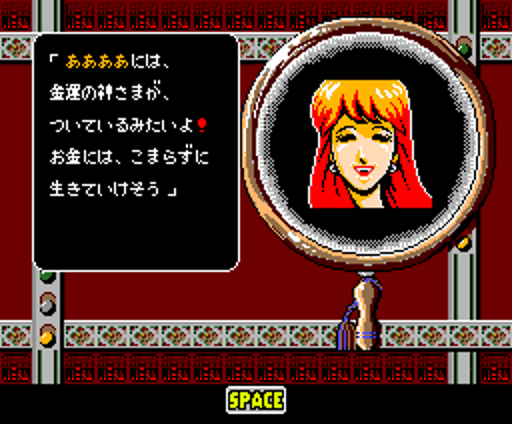 「ああああには、
金運の神さまが、
ついているみたいよ!
お金には、こまらずに
生きていけそう」
SPACE